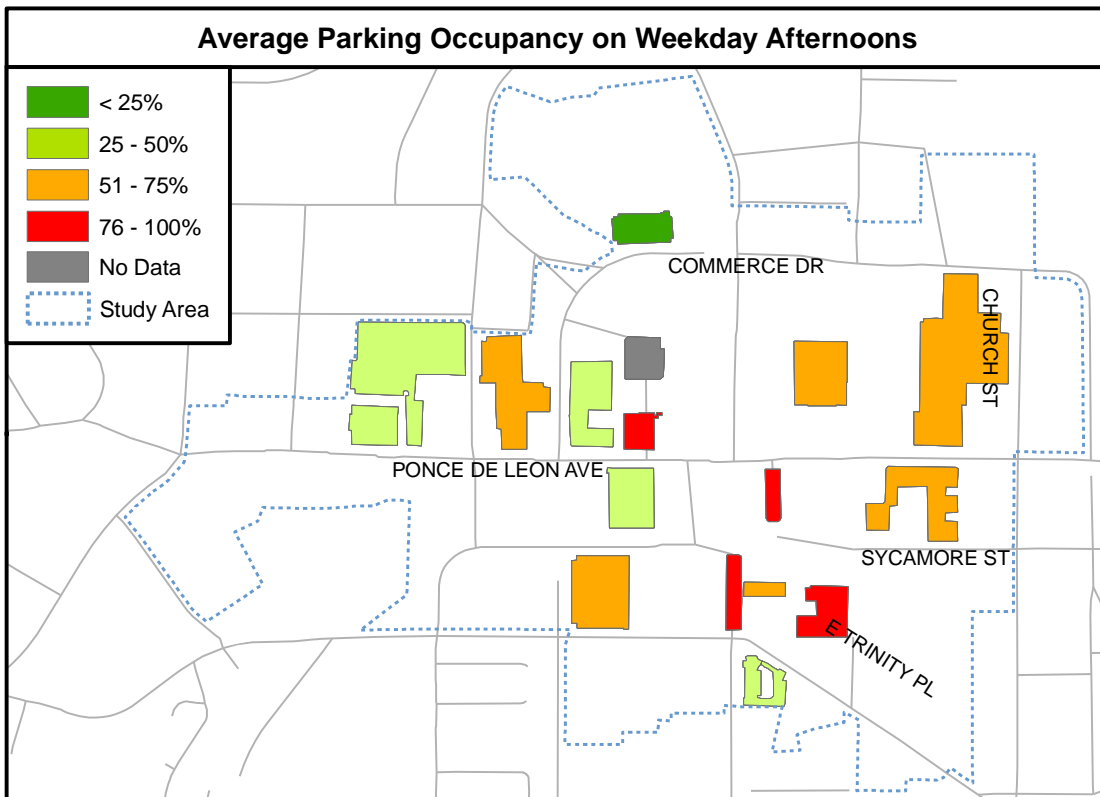 Average Parking Occupancy on Weekday Afternoons
< 25%
25 - 50%
51 - 75%
76 - 100%
No Data
Study Area
COMMERCE DR
CHURCH ST
PONCE DE LEON AVE
SYCAMORE ST
E TRINITY PL